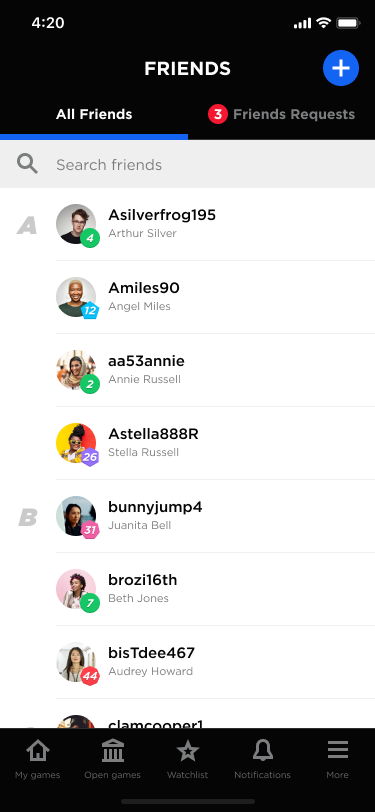 4:20
FRIENDS
All Friends
3 Friends Requests
Search friends
A
Asilverfrog195
Arthur Silver
4
Amiles90
Angel Miles
12
aa53annie
Annie Russell
2
Astella888R
Stella Russell
26
B
bunnyjump4
Juanita Bell
31
brozi16th
Beth Jones
7
bisTdee467
Audrey Howard
44
clamcooper1
My games
Open games
Watchlist
Notifications
More